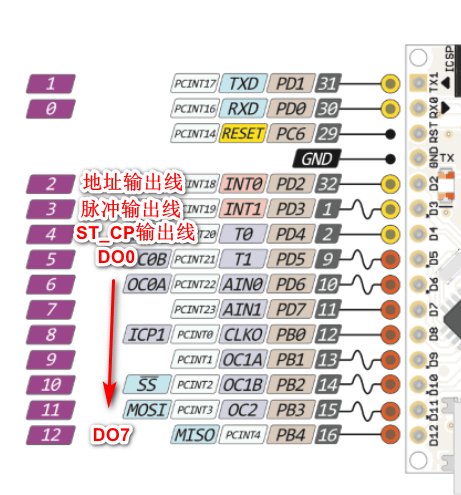 ICSP
1 PCINT17 TXD PD1 31 TX1
0 PCINT16 RXD PD0 30 RX0
PCINT14 RESET PC6 29 RST
GND GND TX
2 地址输出线 INT18 INT0 PD2 32 D2
3 脉冲输出线 INT19 INT1 PD3 1 D3
4 ST_CP输出线 20 T0 PD4 2 D4
5 DO0 OC0B PCINT21 T1 PD5 9 D5
6 OC0A PCINT22 AIN0 PD6 10 D6
7 PCINT23 AIN1 PD7 11 D7
8 ICP1 PCINT0 CLKO PB0 12 D8
9 PCINT1 OC1A PB1 13 D9
10 SS PCINT2 OC1B PB2 14 D10
11 MOSI PCINT3 OC2 PB3 15 D11
12 DO7 MISO PCINT4 PB4 16 D12